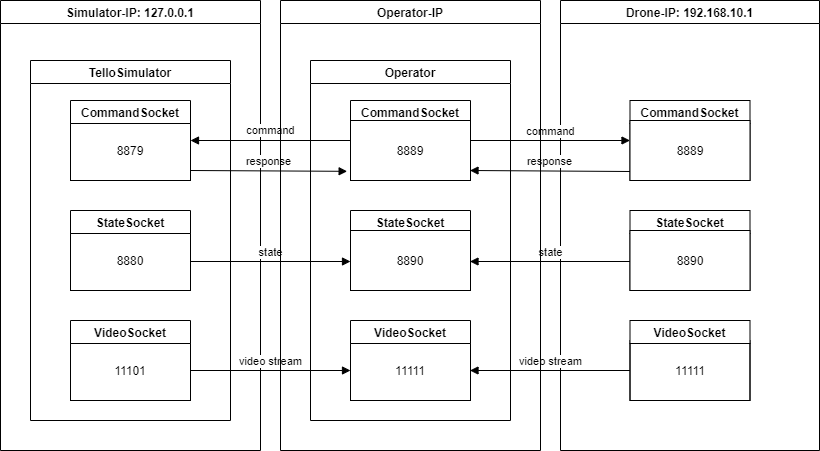 Simulator-IP: 127.0.0.1
Operator-IP
Drone-IP: 192.168.10.1
TelloSimulator
Operator
CommandSocket
CommandSocket
CommandSocket
command
command
8879
8889
8889
response
response
StateSocket
StateSocket
StateSocket
state
state
8880
8890
8890
VideoSocket
VideoSocket
VideoSocket
video stream
video stream
11101
11111
11111